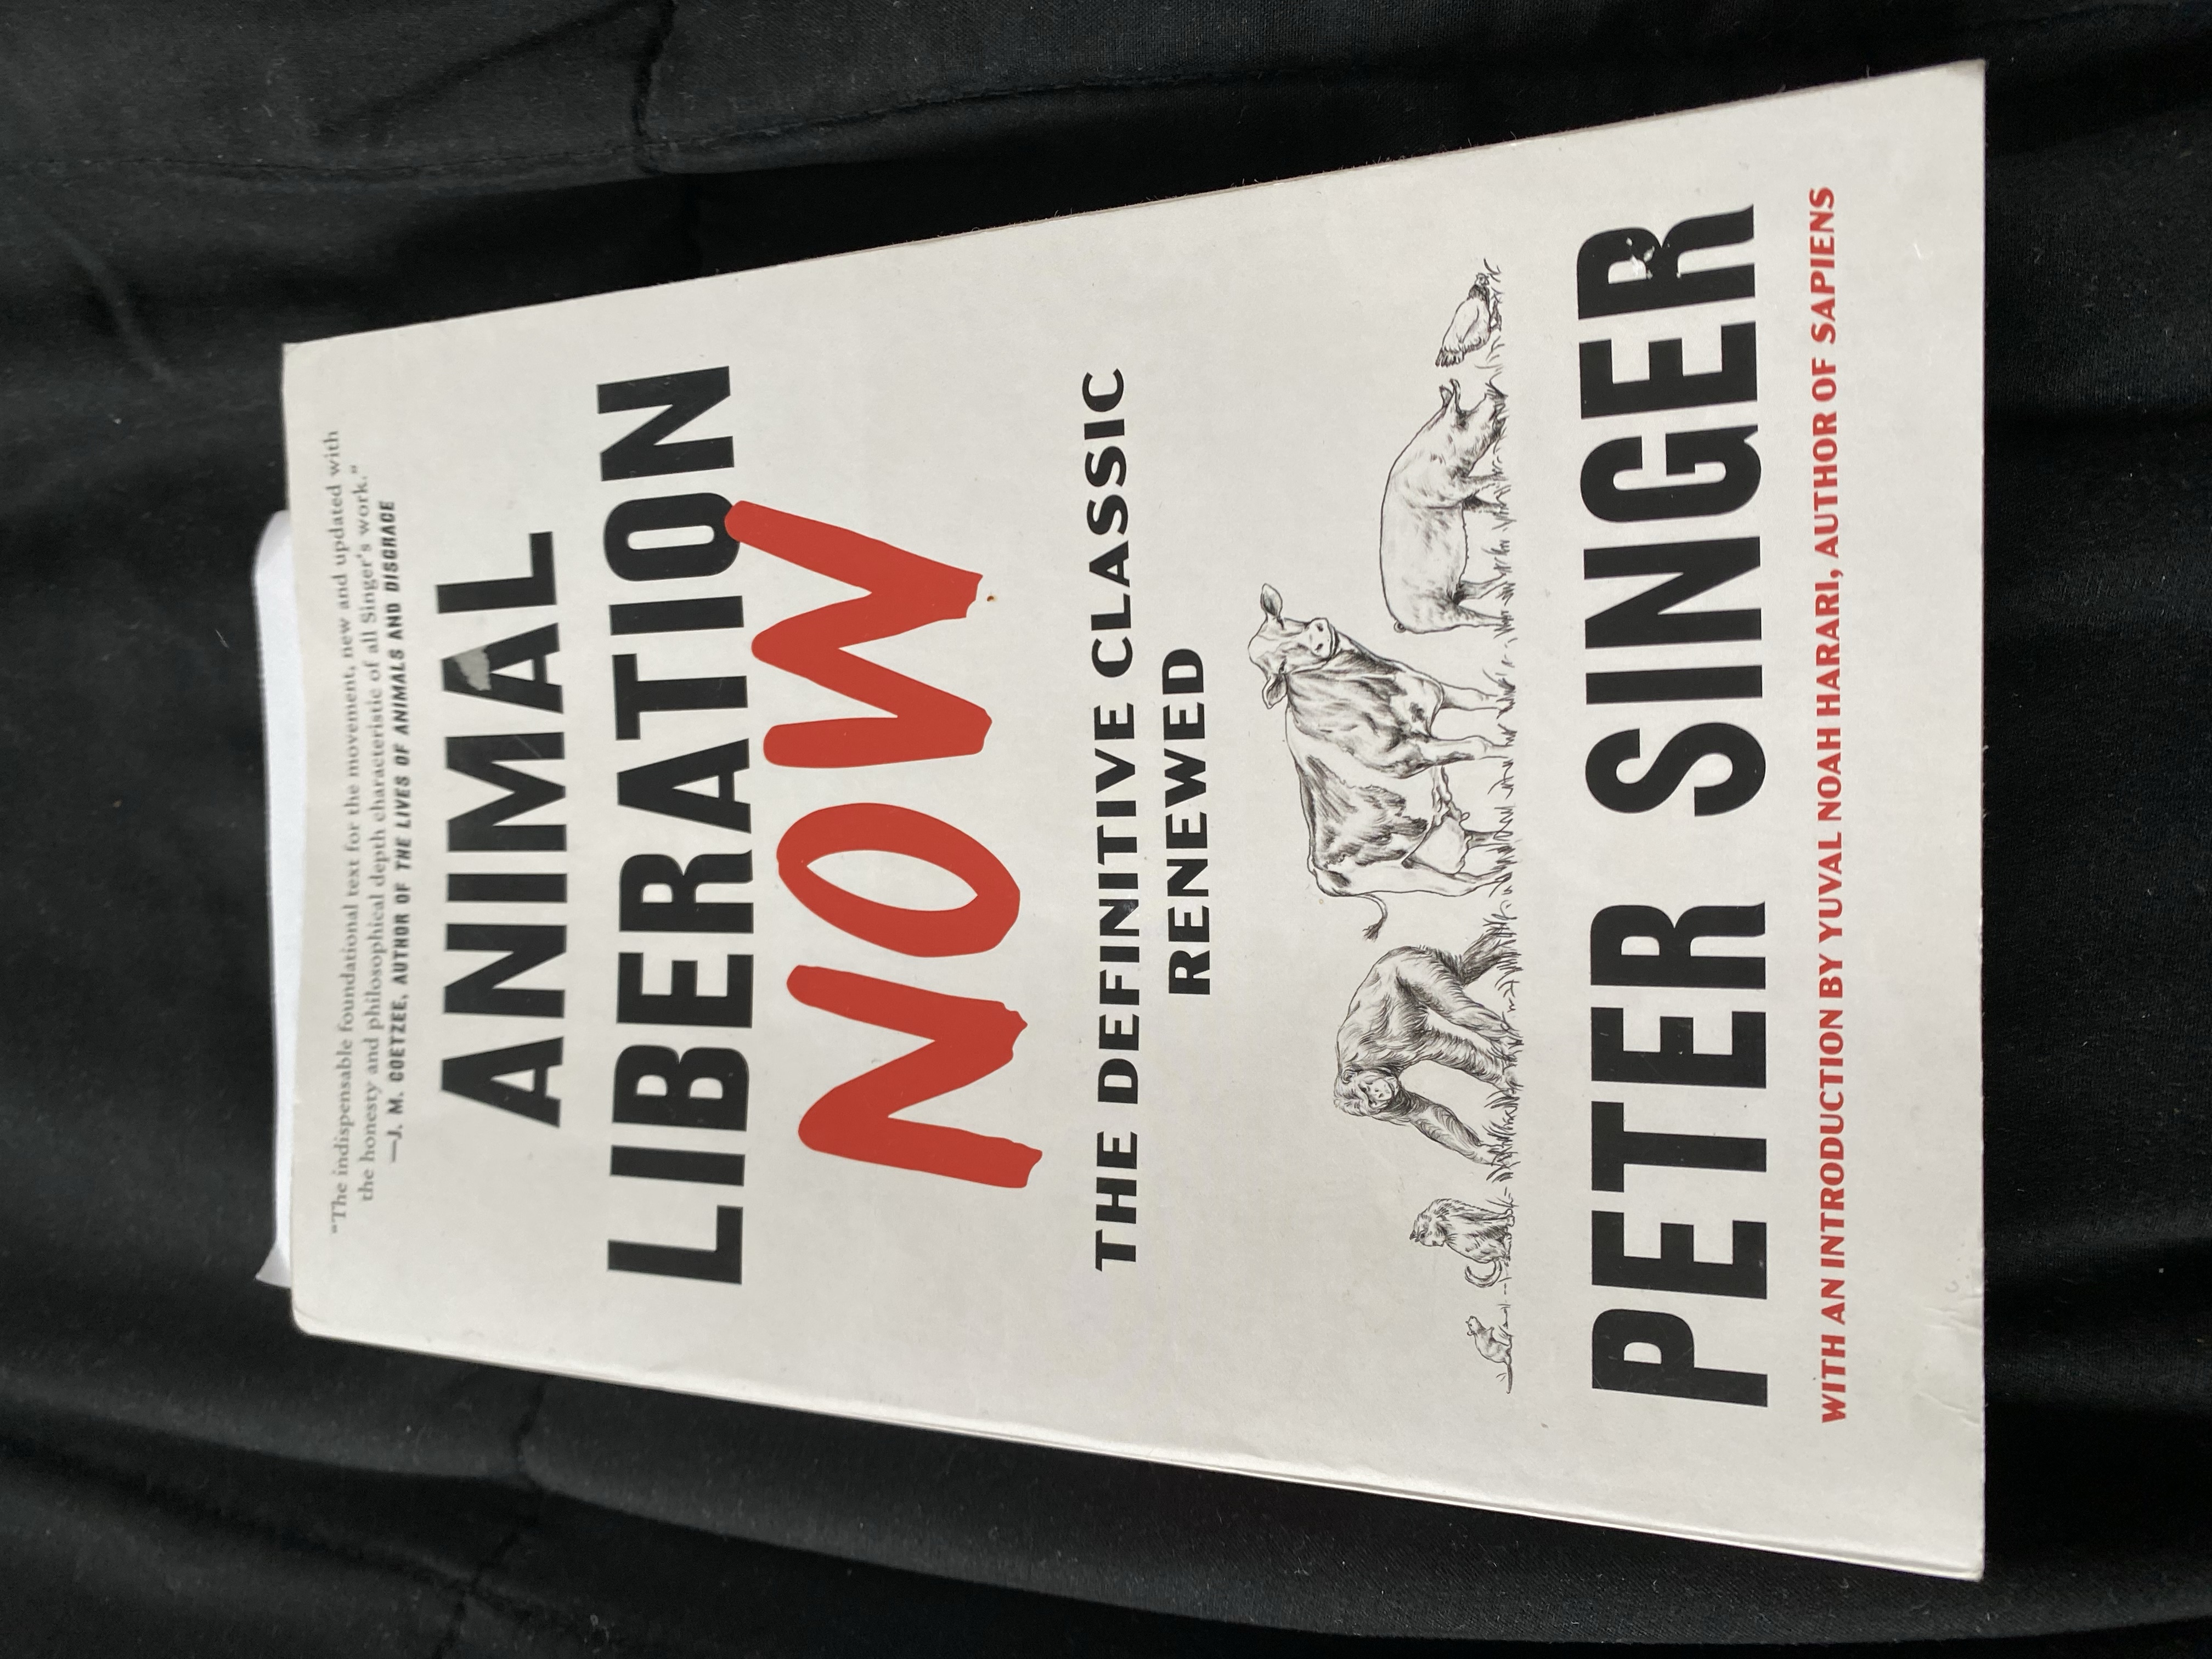 “The indispensable foundational text for the movement, new and updated with
the honesty and philosophical depth characteristic of all Singer's work.”
—J. M. COETZEE, AUTHOR OF THE LIVES OF ANIMALS AND DISGRACE
ANIMAL
LIBERATION
NOW
THE DEFINITIVE CLASSIC
RENEWED
PETER SINGER
WITH AN INTRODUCTION BY YUVAL NOAH HARARI, AUTHOR OF SAPIENS